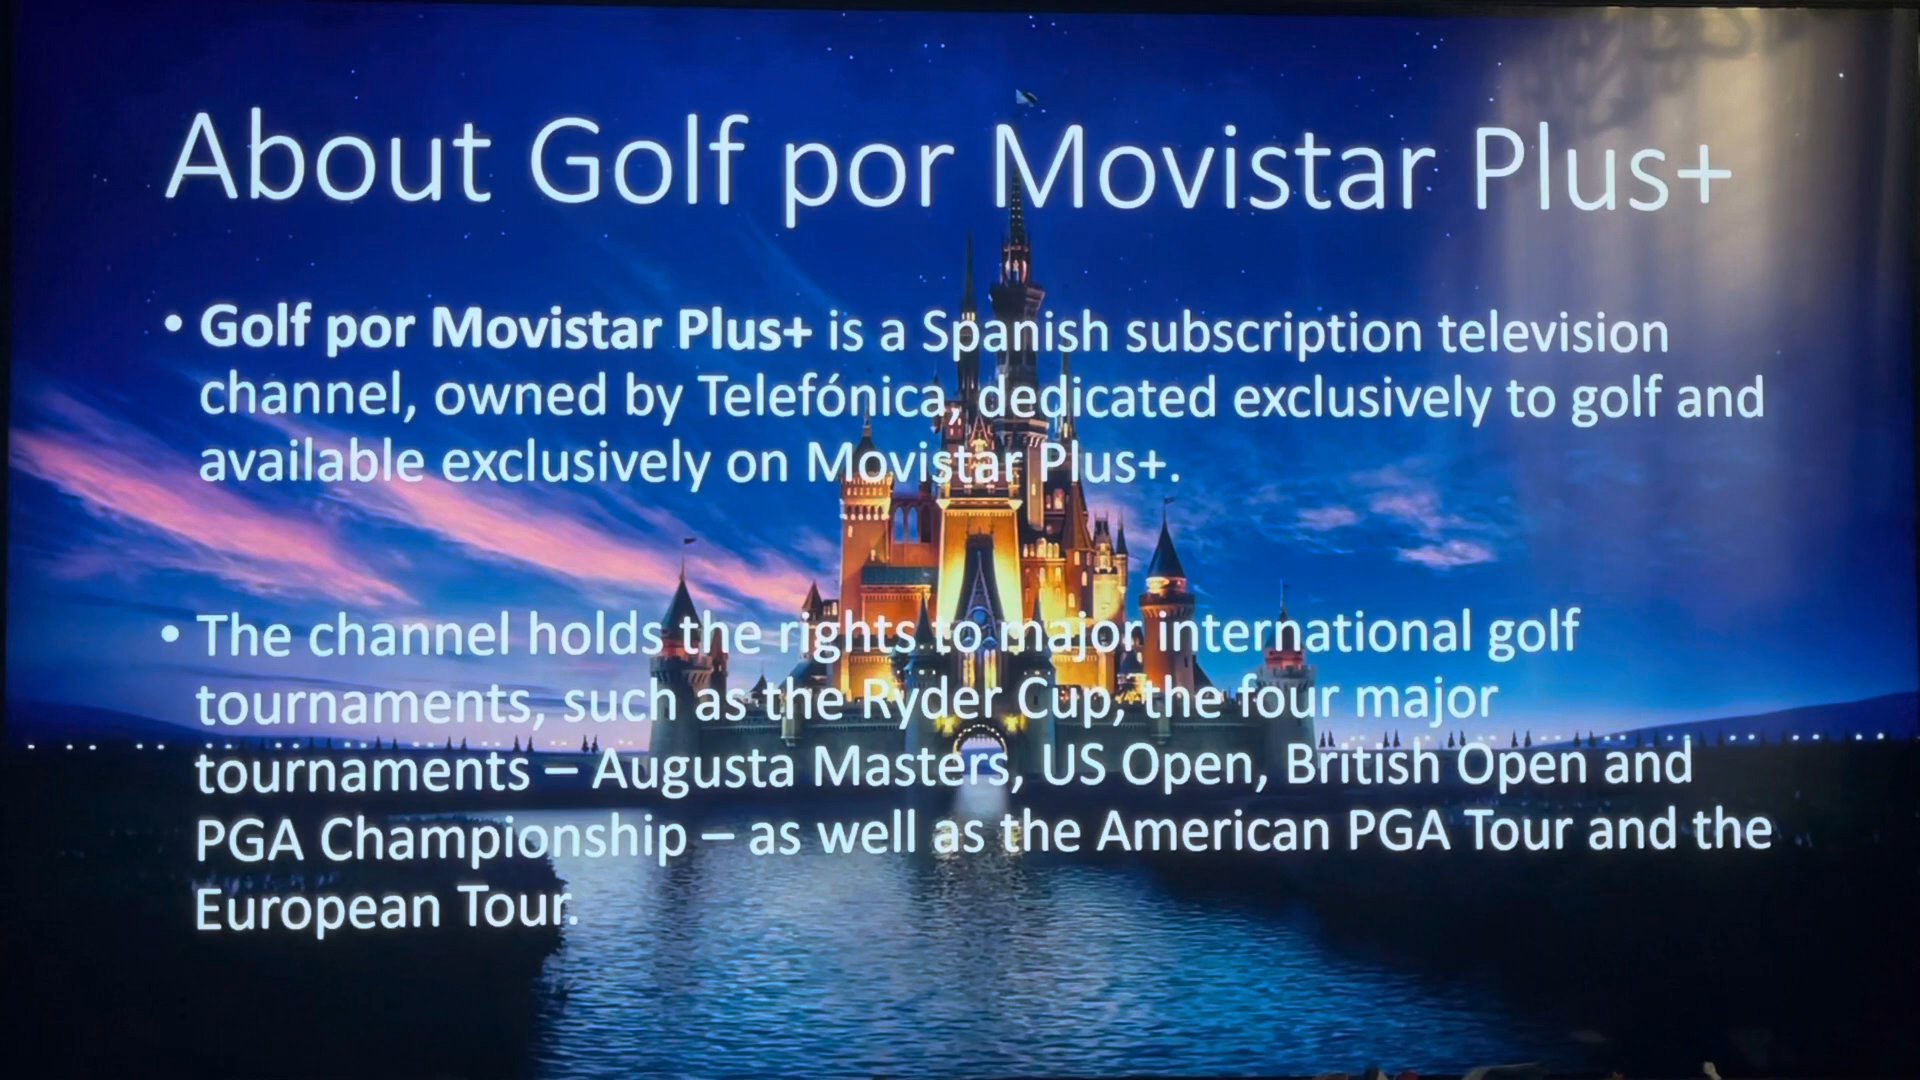 About Golf por Movistar Plus+
• Golf por Movistar Plus+ is a Spanish subscription television
channel, owned by Telefónica, dedicated exclusively to golf and
available exclusively on Movistar Plus+.
• The channel holds the rights to major international golf
tournaments, such as the Ryder Cup, the four major
tournaments – Augusta Masters, US Open, British Open and
PGA Championship – as well as the American PGA Tour and the
European Tour.